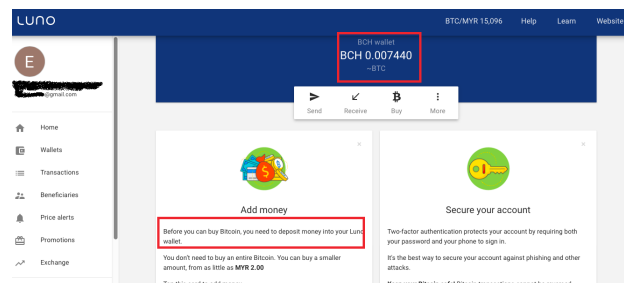 LUNO
BTC/MYR 15,096 Help Learn Website
BCH wallet
BCH 0.007440
~BTC
E
@gmail.com
Send Receive Buy More
Home
Wallets
Transactions
Beneficiaries
Price alerts
Promotions
Exchange
Add money
Before you can buy Bitcoin, you need to deposit money into your Luno
wallet.
You don't need to buy an entire Bitcoin. You can buy a smaller
amount, from as little as MYR 2.00
Secure your account
Two-factor authentication protects your account by requiring both
your password and your phone to sign in.
It's the best way to secure your account against phishing and other
attacks.